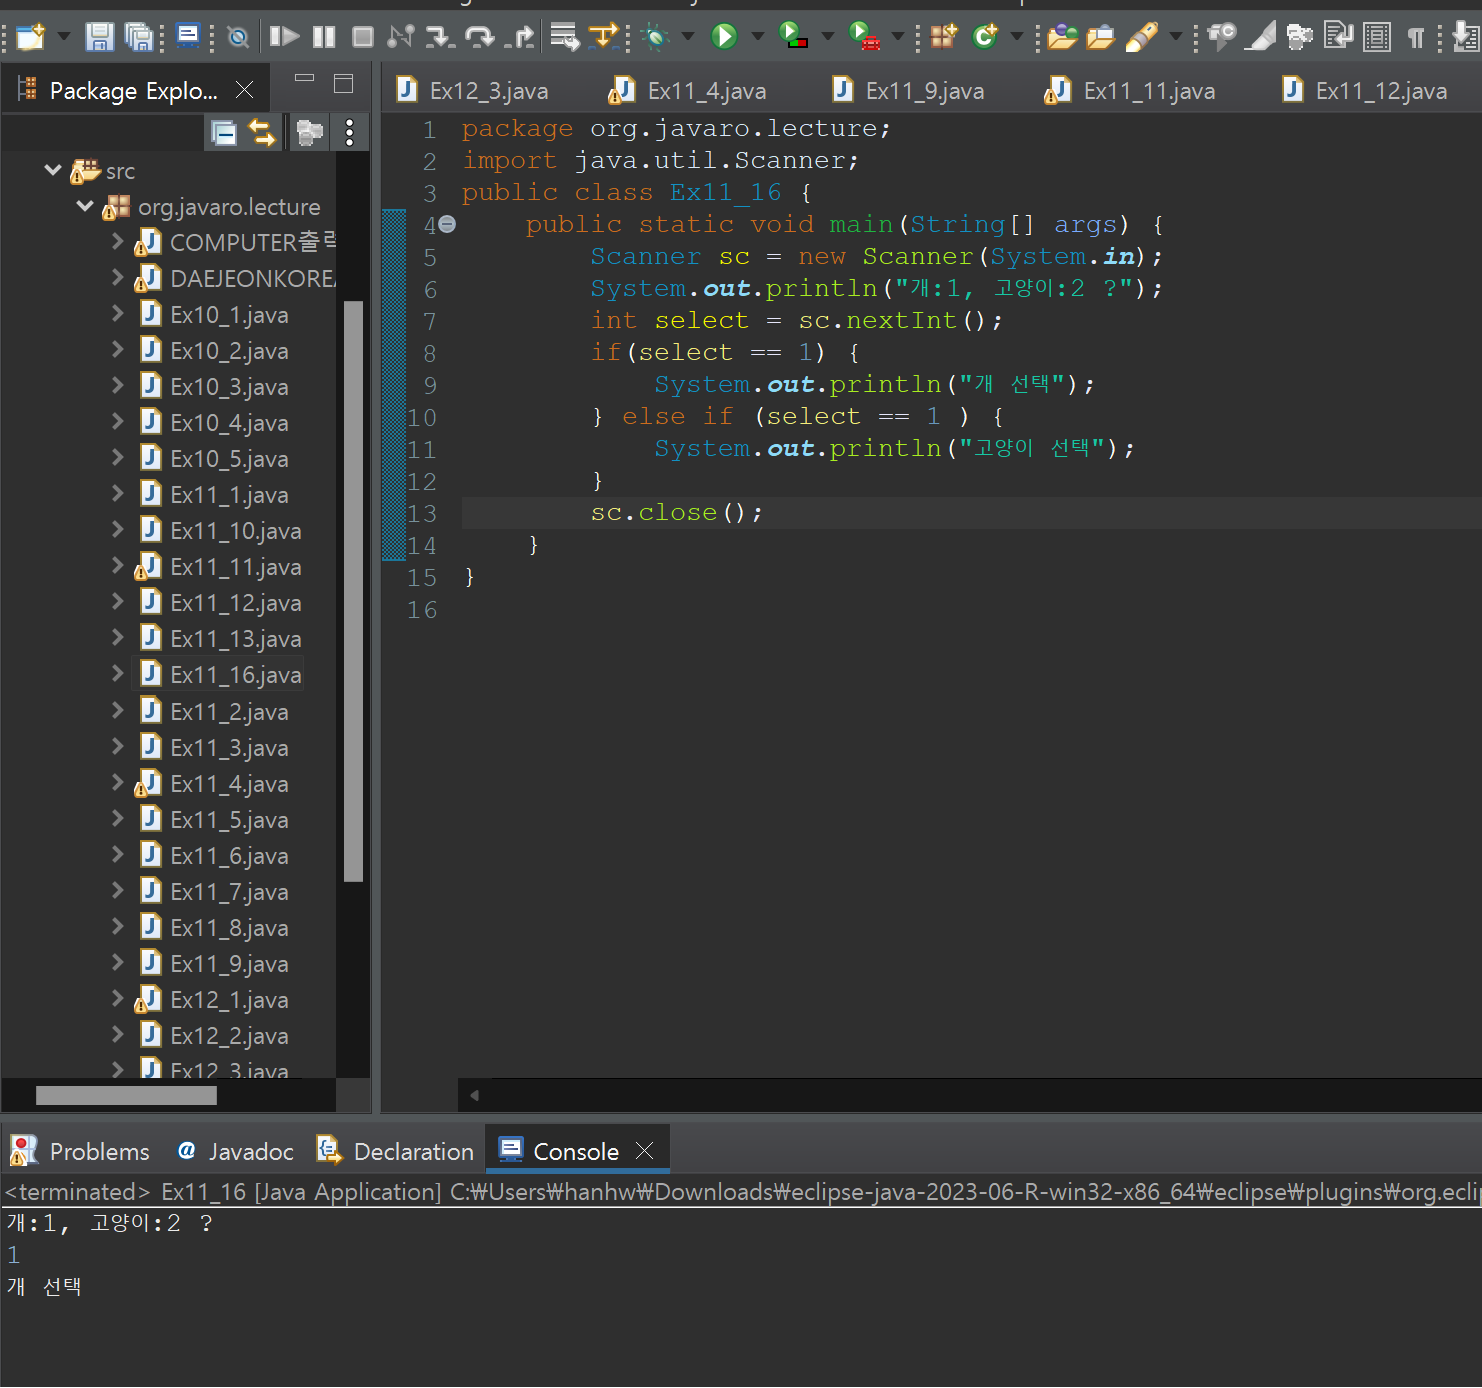 Package Explo...
Ex12_3.java Ex11_4.java Ex11_9.java Ex11_11.java Ex11_12.java
src
org.javaro.lecture
COMPUTER출력
DAEJEONKOREA
Ex10_1.java
Ex10_2.java
Ex10_3.java
Ex10_4.java
Ex10_5.java
Ex11_1.java
Ex11_10.java
Ex11_11.java
Ex11_12.java
Ex11_13.java
Ex11_16.java
Ex11_2.java
Ex11_3.java
Ex11_4.java
Ex11_5.java
Ex11_6.java
Ex11_7.java
Ex11_8.java
Ex11_9.java
Ex12_1.java
Ex12_2.java
Ex12_3.java
1 package org.javaro.lecture;
2 import java.util.Scanner;
3 public class Ex11_16 {
4 public static void main(String[] args) {
5 Scanner sc = new Scanner(System.in);
6 System.out.println("개:1, 고양이:2 ?");
7 int select = sc.nextInt();
8 if(select == 1) {
9 System.out.println("개 선택");
10 } else if (select == 1 ) {
11 System.out.println("고양이 선택");
12 }
13 sc.close();
14 }
15 }
16
Problems @ Javadoc Declaration Console
<terminated> Ex11_16 [Java Application] C:₩Users₩hanhw₩Downloads₩eclipse-java-2023-06-R-win32-x86_64₩eclipse₩plugins₩org.eclip
개:1, 고양이:2 ?
1
개 선택